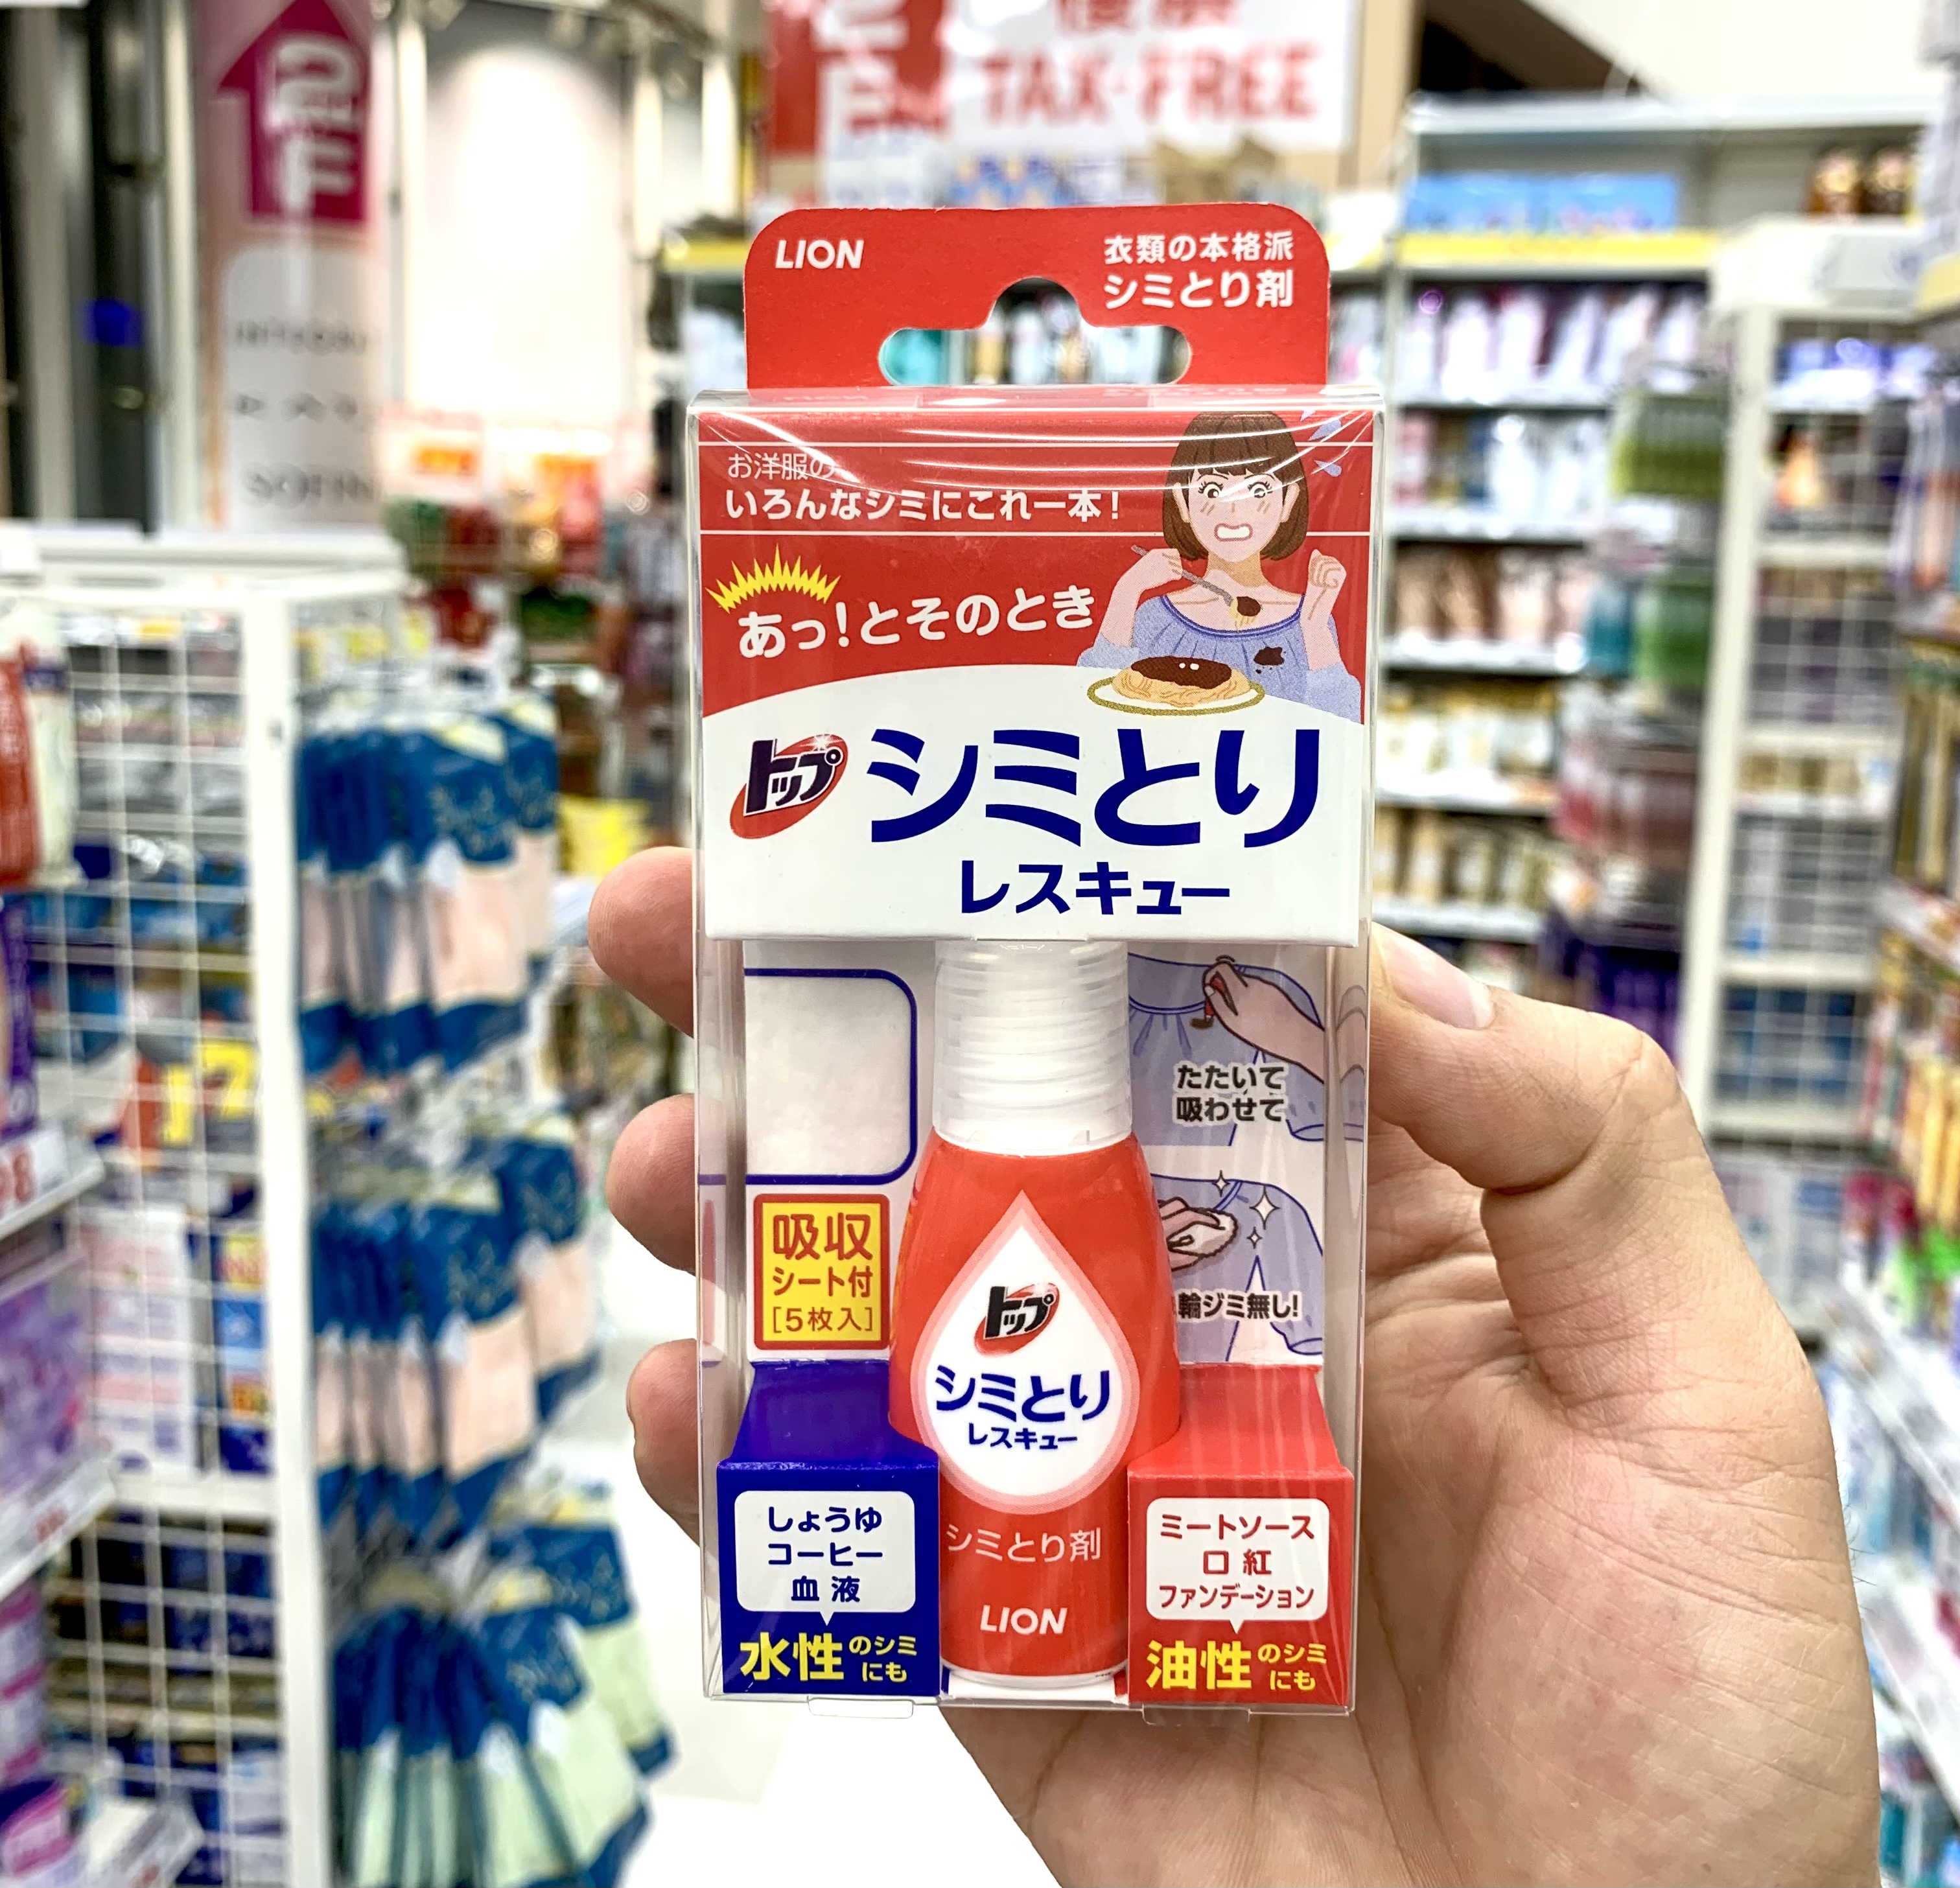 2F
TAX-FREE
LION
衣類の本格派
シミとり剤
お洋服の
いろんなシミにこれ一本!
あっ!とそのとき
トップ
シミとり
レスキュー
たたいて
吸わせて
吸収
シート付
[5枚入]
輪ジミ無し!
トップ
シミとり
レスキュー
シミとり剤
LION
しょうゆ
コーヒー
血液
水性のシミ
にも
ミートソース
口紅
ファンデーション
油性のシミ
にも